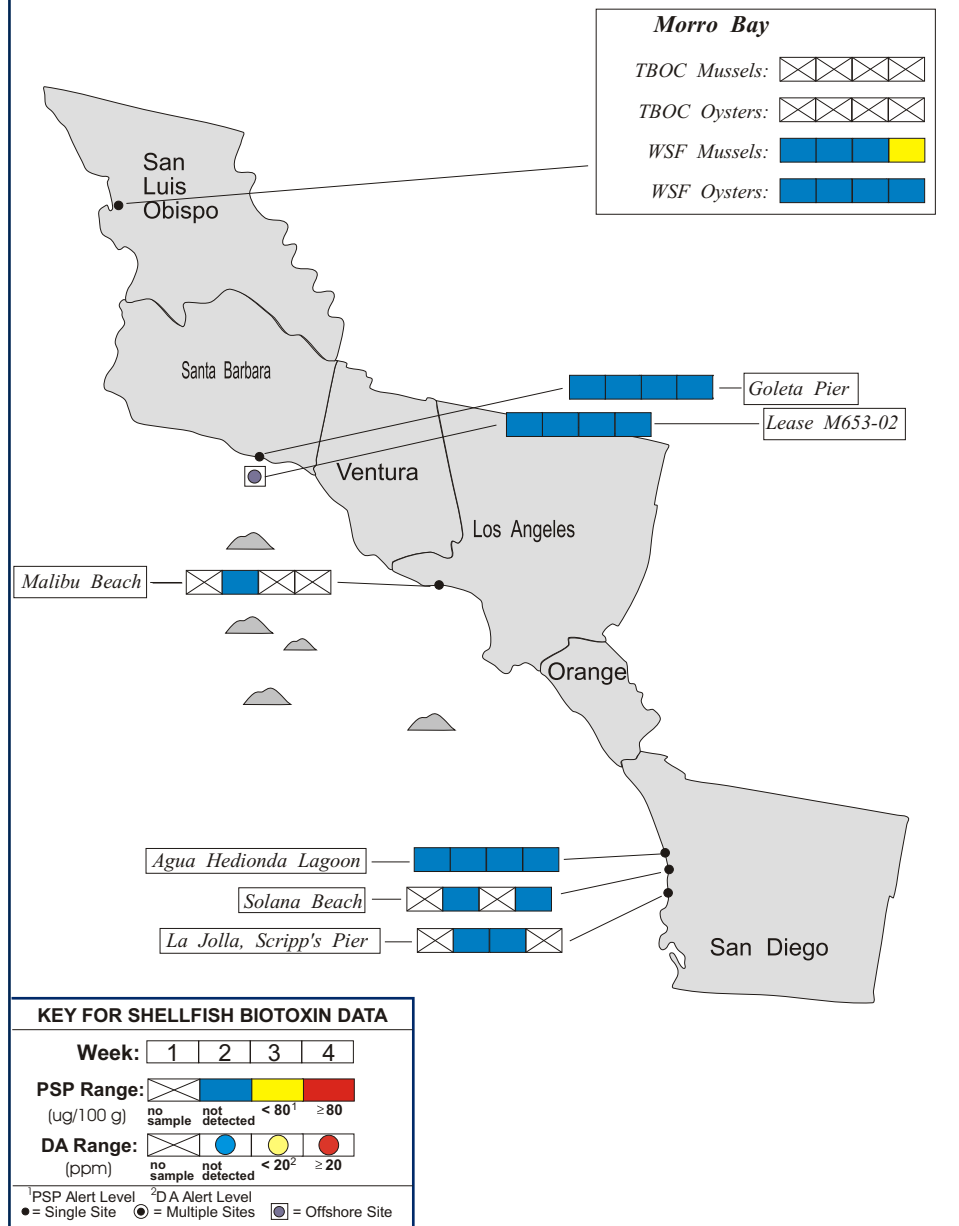 Morro Bay
TBOC Mussels:
TBOC Oysters:
WSF Mussels:
WSF Oysters:
San
Luis
Obispo
Santa Barbara
Goleta Pier
Lease M653-02
Ventura
Los Angeles
Malibu Beach
Orange
Agua Hedionda Lagoon
Solana Beach
La Jolla, Scripp's Pier
San Diego
KEY FOR SHELLFISH BIOTOXIN DATA
Week: 1 2 3 4
PSP Range:
(ug/100 g) no sample not detected < 80¹ ≥ 80
DA Range:
(ppm) no sample not detected < 20² ≥ 20
¹PSP Alert Level ²D A Alert Level
= Single Site = Multiple Sites = Offshore Site